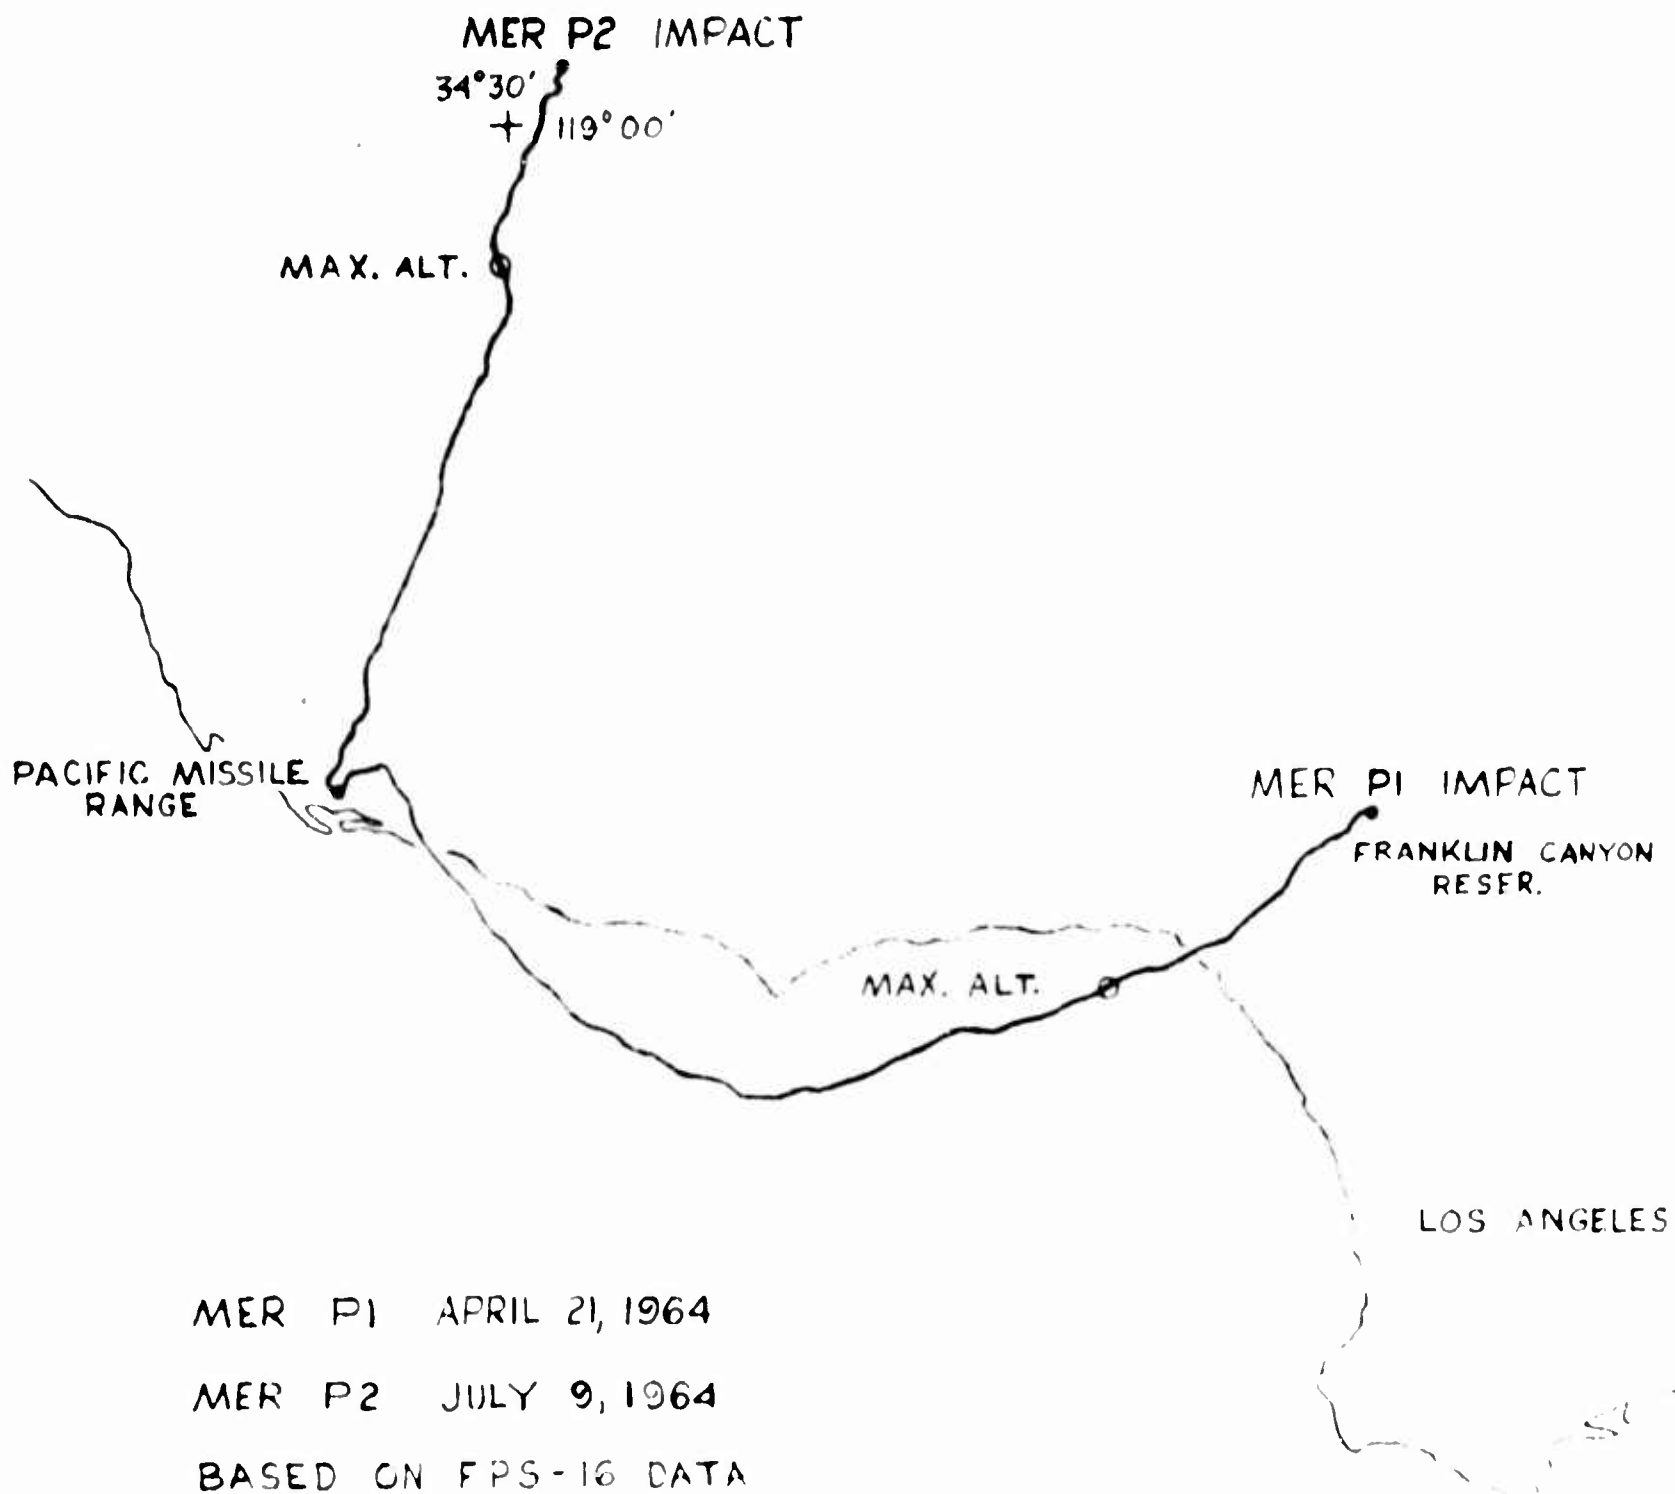 MER P2 IMPACT
34°30'
119°00'
MAX. ALT.
PACIFIC MISSILE
RANGE
MER P1 IMPACT
FRANKLIN CANYON
RESER.
MAX. ALT.
LOS ANGELES
MER P1 APRIL 21, 1964
MER P2 JULY 9, 1964
BASED ON FPS-16 DATA